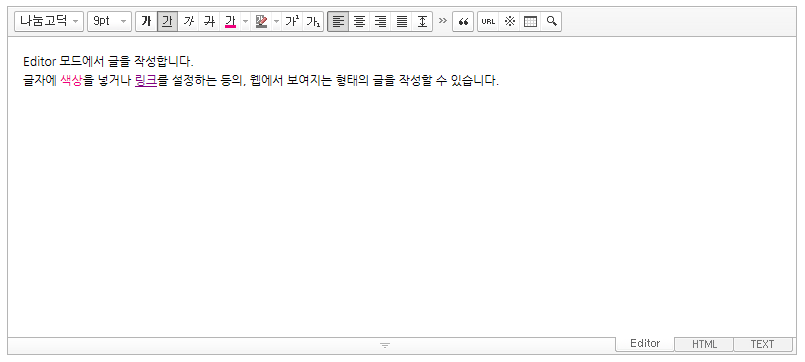 나눔고딕 9pt 가 가 가 가 가 가 가¹ 가₁ URL
Editor 모드에서 글을 작성합니다.
글자에 색상을 넣거나 링크를 설정하는 등의, 웹에서 보여지는 형태의 글을 작성할 수 있습니다.
Editor HTML TEXT